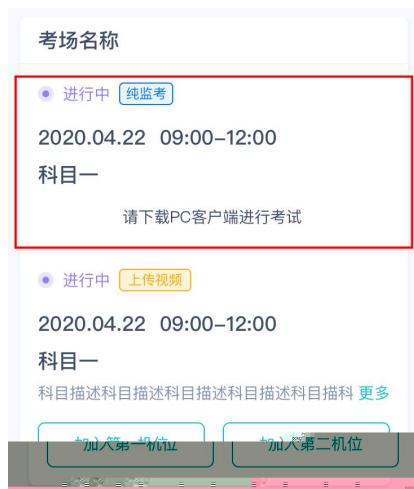 考场名称
进行中 纯监考
2020.04.22 09:00-12:00
科目一
请下载PC客户端进行考试
进行中 上传视频
2020.04.22 09:00-12:00
科目一
科目描述科目描述科目描述科目描述科目描科 更多
加入第一机位 加入第二机位